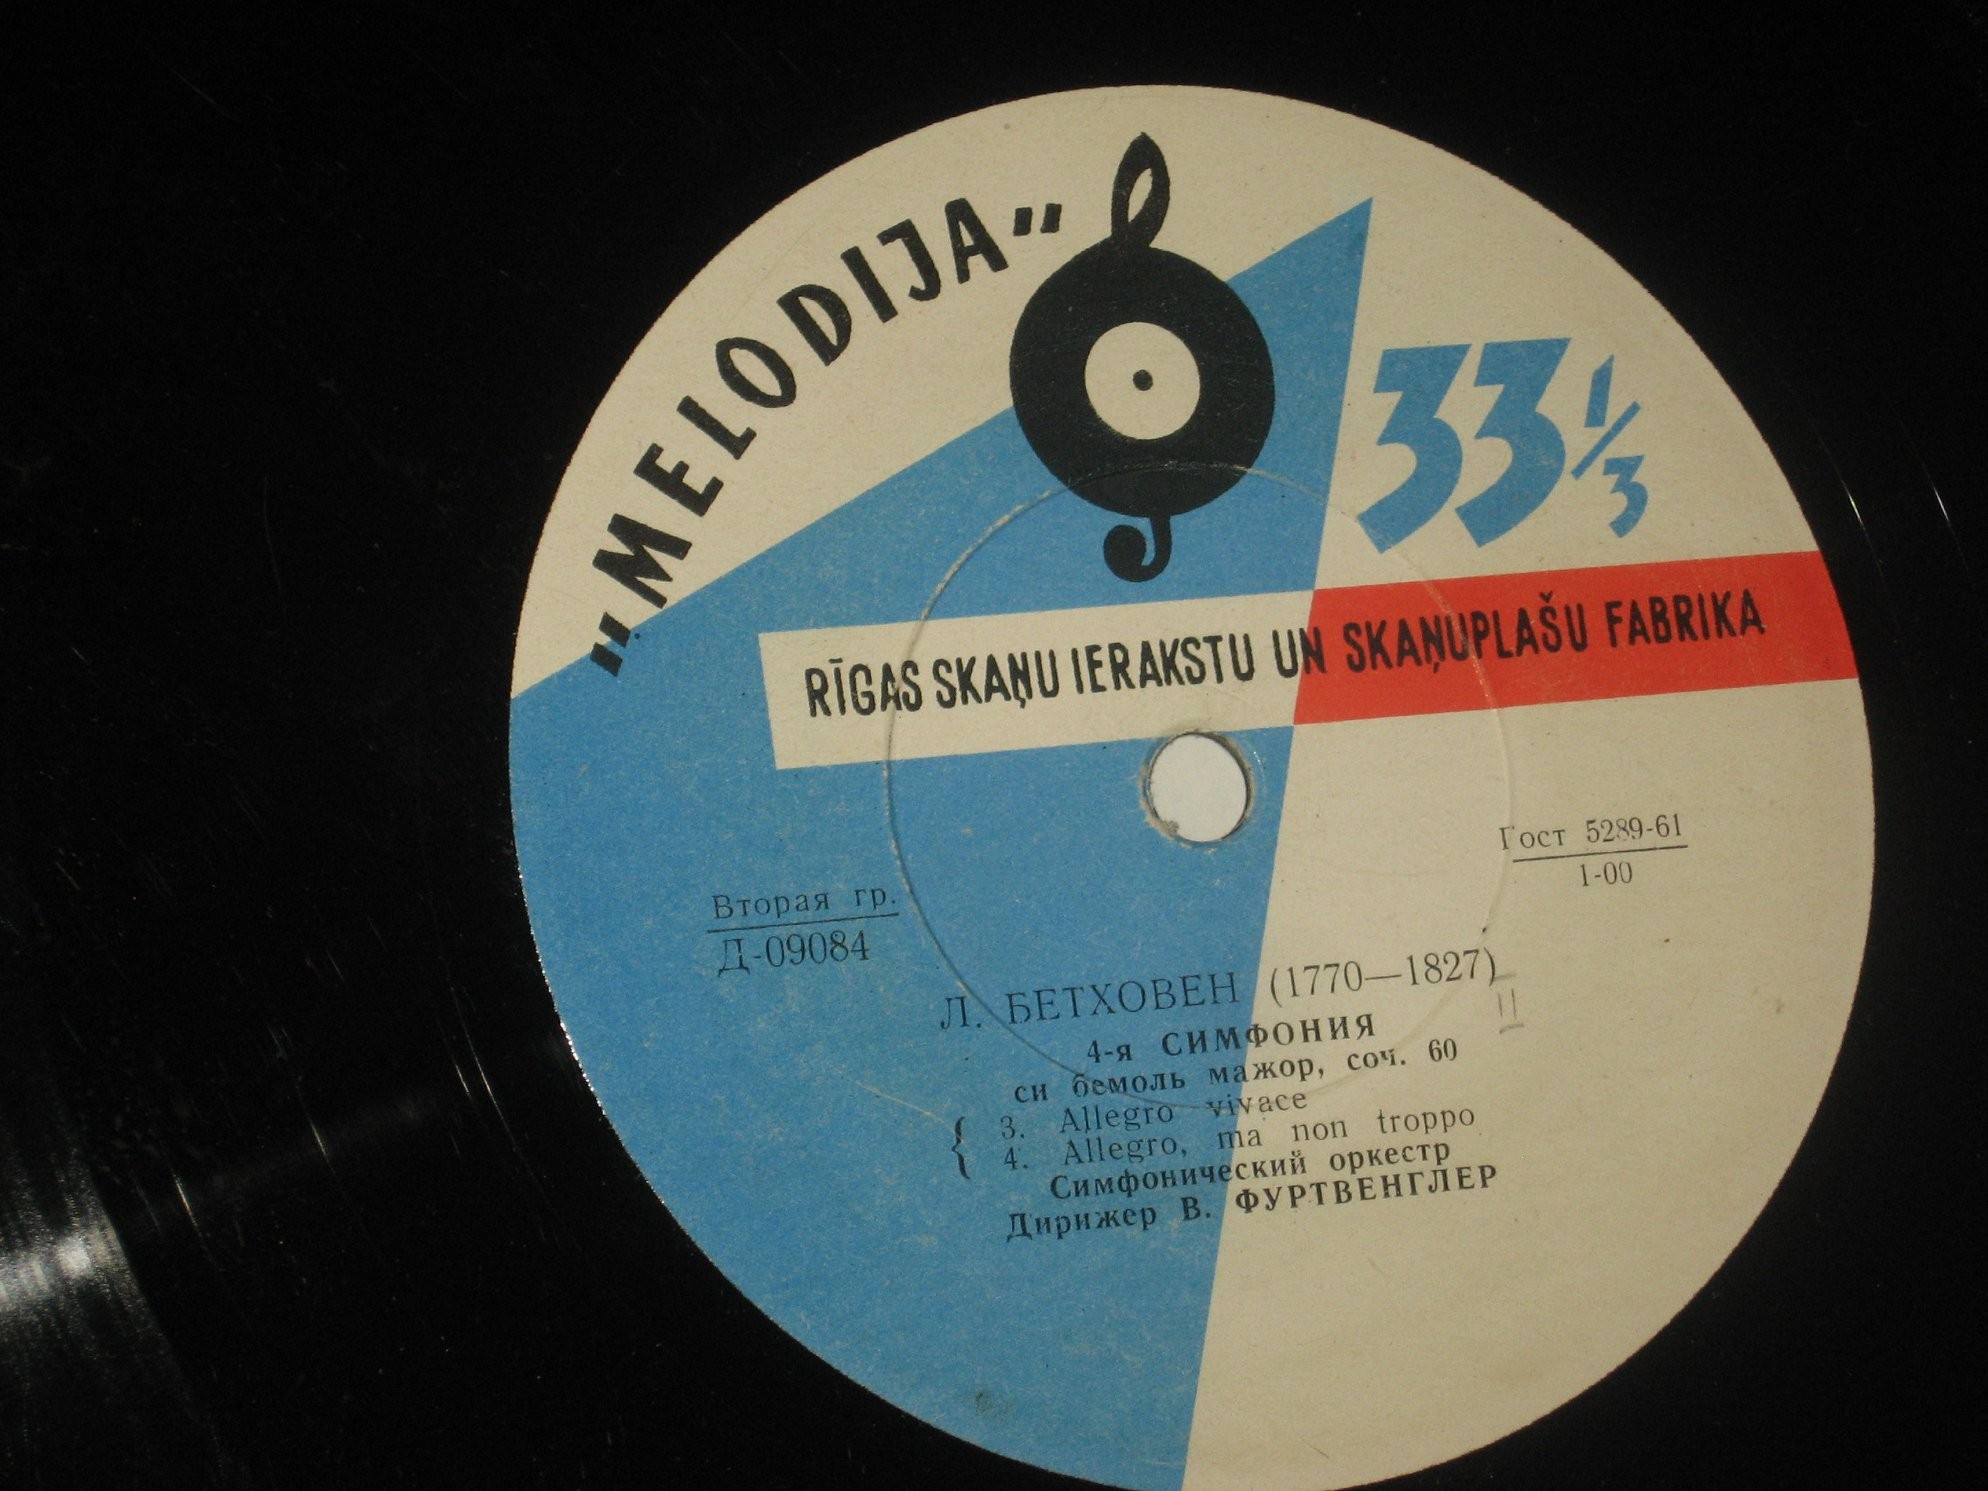 "MELODIJA"
33 1/3
RĪGAS SKAŅU IERAKSTU UN SKAŅUPLAŠU FABRIKA
Гост 5289-61
1-00
Вторая гр.
Д-09084
Л. БЕТХОВЕН (1770—1827)
II
4-я СИМФОНИЯ
си бемоль мажор, соч. 60
{ 3. Allegro vivace
4. Allegro, ma non troppo
Симфонический оркестр
Дирижер В. ФУРТВЕНГЛЕР